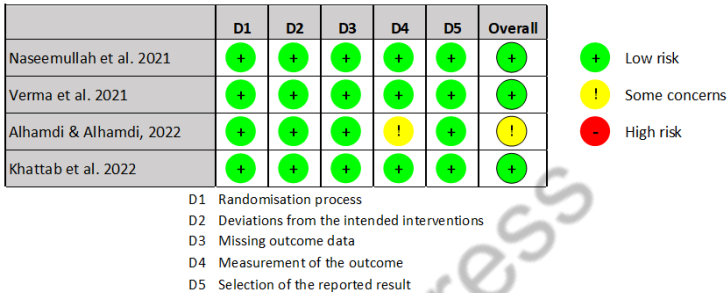 D1 D2 D3 D4 D5 Overall
Naseemullah et al. 2021 + + + + + +
Verma et al. 2021 + + + + + +
Alhamdi & Alhamdi, 2022 + + + ! + !
Khattab et al. 2022 + + + + + +
+ Low risk
! Some concerns
- High risk
D1 Randomisation process
D2 Deviations from the intended interventions
D3 Missing outcome data
D4 Measurement of the outcome
D5 Selection of the reported result
ress